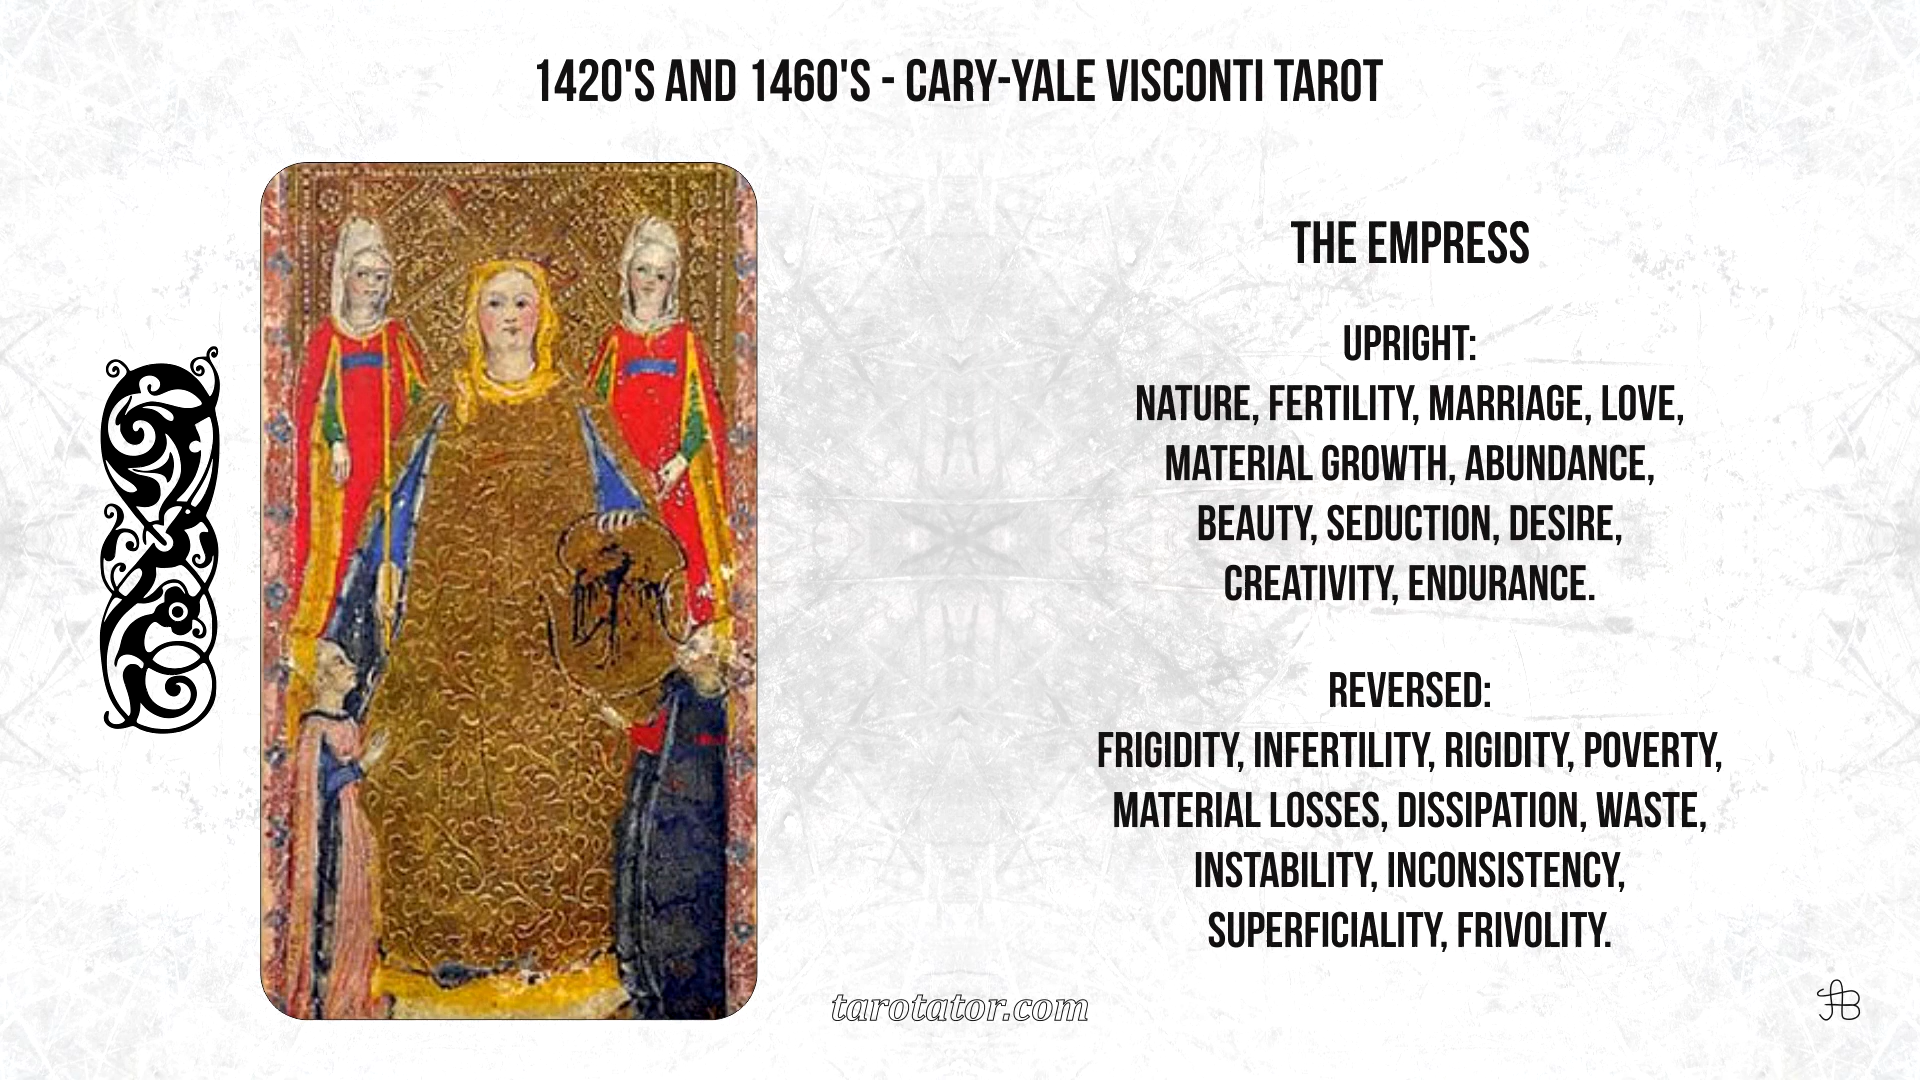 1420'S AND 1460'S - CARY-YALE VISCONTI TAROT
THE EMPRESS
UPRIGHT:
NATURE, FERTILITY, MARRIAGE, LOVE,
MATERIAL GROWTH, ABUNDANCE,
BEAUTY, SEDUCTION, DESIRE,
CREATIVITY, ENDURANCE.
REVERSED:
FRIGIDITY, INFERTILITY, RIGIDITY, POVERTY,
MATERIAL LOSSES, DISSIPATION, WASTE,
INSTABILITY, INCONSISTENCY,
SUPERFICIALITY, FRIVOLITY.
tarotator.com